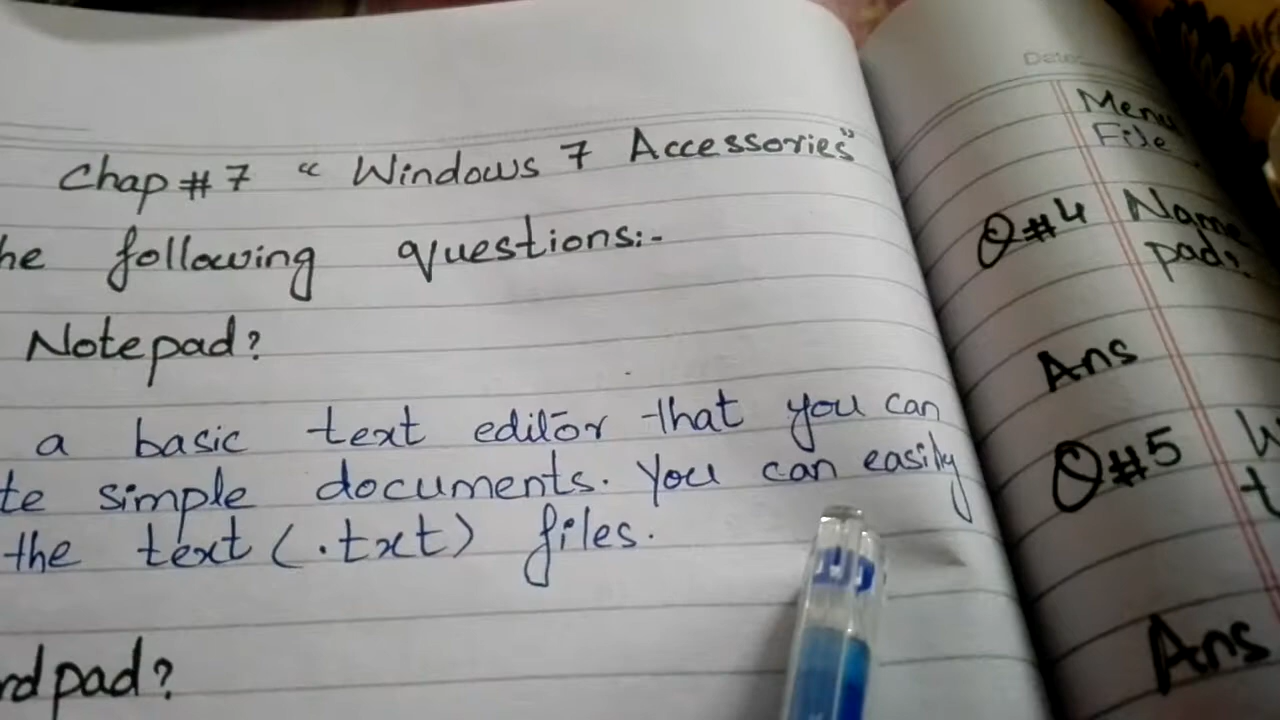 Chap # 7 " Windows 7 Accessories"
he following questions:-
Notepad?
a basic text editor that you can
te simple documents. You can easily
the text (.txt) files.
rdpad?
Date:
Menu
File
Q#4 Name
pad?
Ans
Q#5
t
Ans